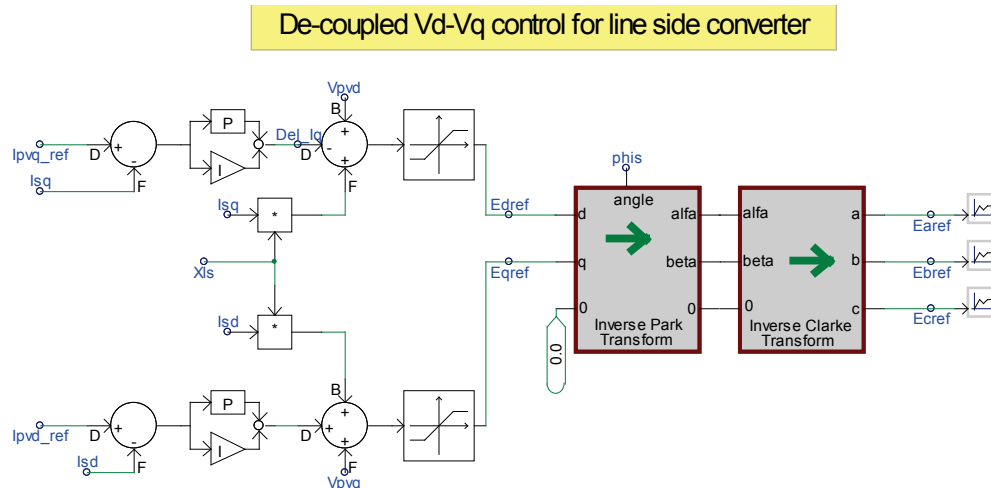 De-coupled Vd-Vq control for line side converter
Vpvd
B
P
Del_Iq
Ipvq_ref
D
+
-
I
D
-
+
+
F
Isq
F
phis
Isq
*
Edref
d
angle
alfa
alfa
a
Earef
Xls
Eqref
q
beta
beta
b
Ebref
Isd
*
0
0
0
c
Ecref
Inverse Park
Transform
Inverse Clarke
Transform
0.0
B
P
Ipvd_ref
D
+
-
I
D
+
+
+
F
Isd
F
Vpvq